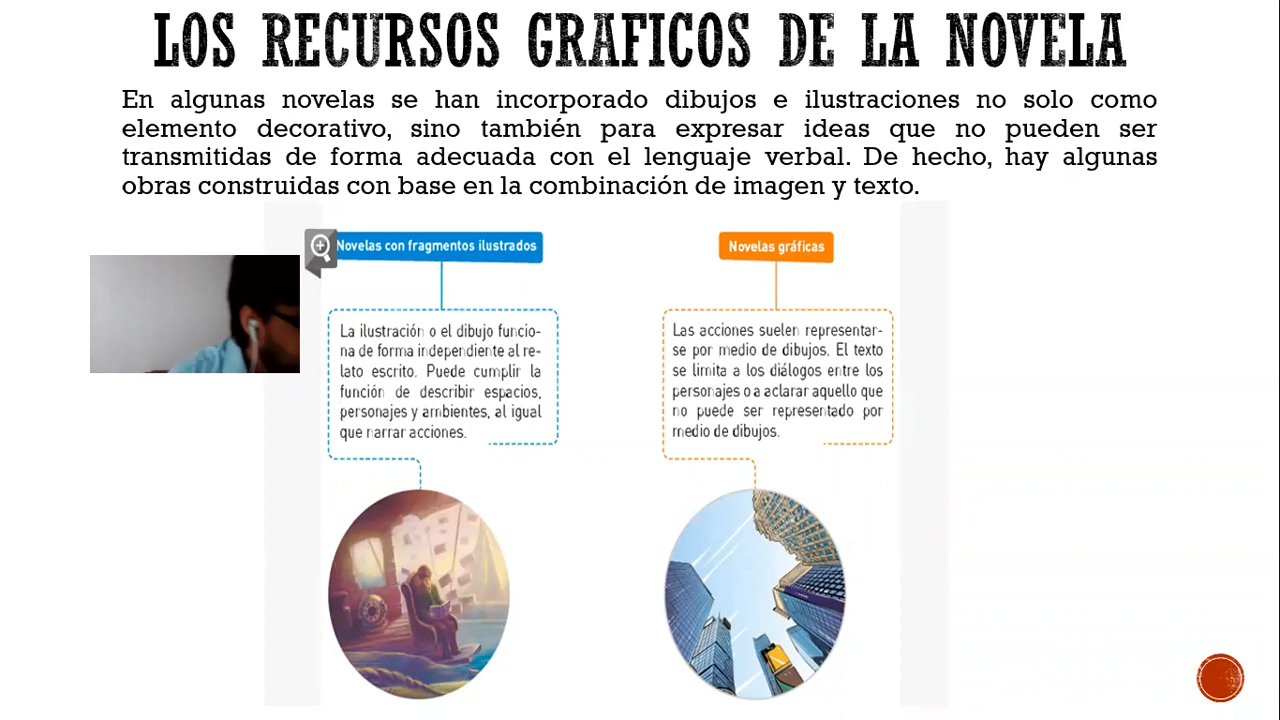 LOS RECURSOS GRAFICOS DE LA NOVELA
En algunas novelas se han incorporado dibujos e ilustraciones no solo como
elemento decorativo, sino también para expresar ideas que no pueden ser
transmitidas de forma adecuada con el lenguaje verbal. De hecho, hay algunas
obras construidas con base en la combinación de imagen y texto.
Novelas con fragmentos ilustrados
La ilustración o el dibujo funcio-
na de forma independiente al re-
lato escrito. Puede cumplir la
función de describir espacios,
personajes y ambientes, al igual
que narrar acciones.
Novelas gráficas
Las acciones suelen representar-
se por medio de dibujos. El texto
se limita a los diálogos entre los
personajes o a aclarar aquello que
no puede ser representado por
medio de dibujos.